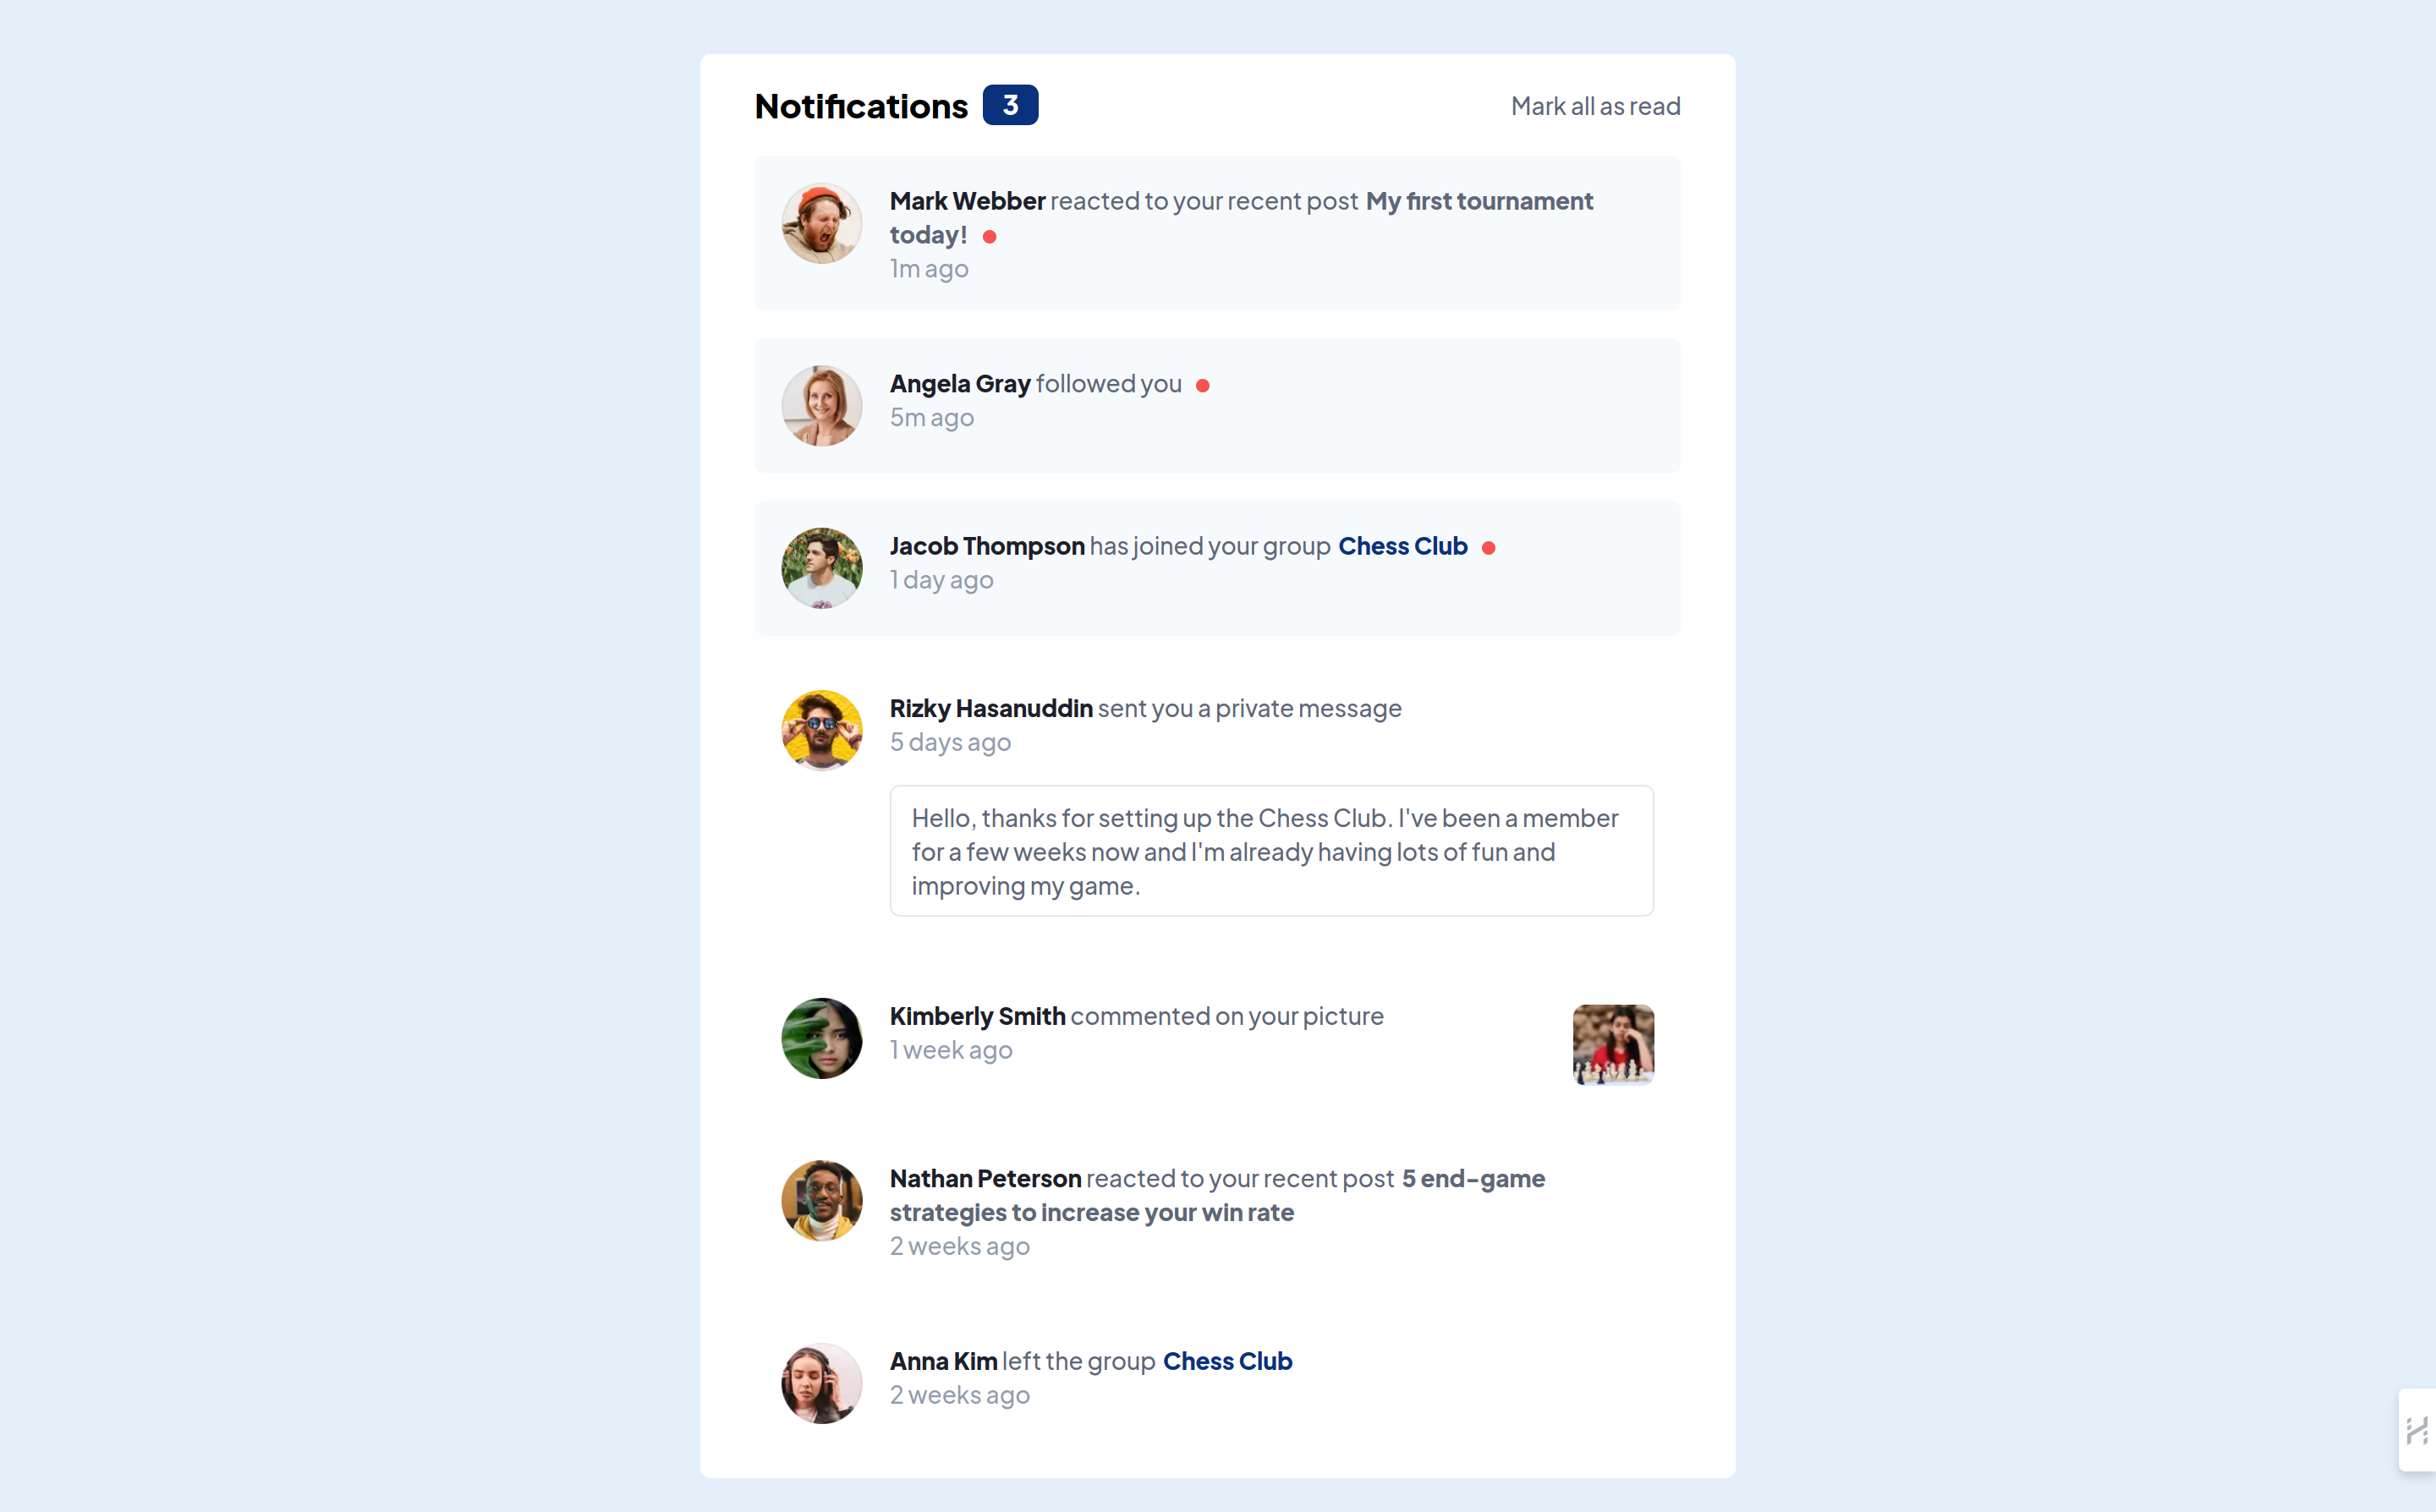 Notifications 3 Mark all as read
Mark Webber reacted to your recent post My first tournament
today!
1m ago
Angela Gray followed you
5m ago
Jacob Thompson has joined your group Chess Club
1 day ago
Rizky Hasanuddin sent you a private message
5 days ago
Hello, thanks for setting up the Chess Club. I've been a member
for a few weeks now and I'm already having lots of fun and
improving my game.
Kimberly Smith commented on your picture
1 week ago
Nathan Peterson reacted to your recent post 5 end-game
strategies to increase your win rate
2 weeks ago
Anna Kim left the group Chess Club
2 weeks ago